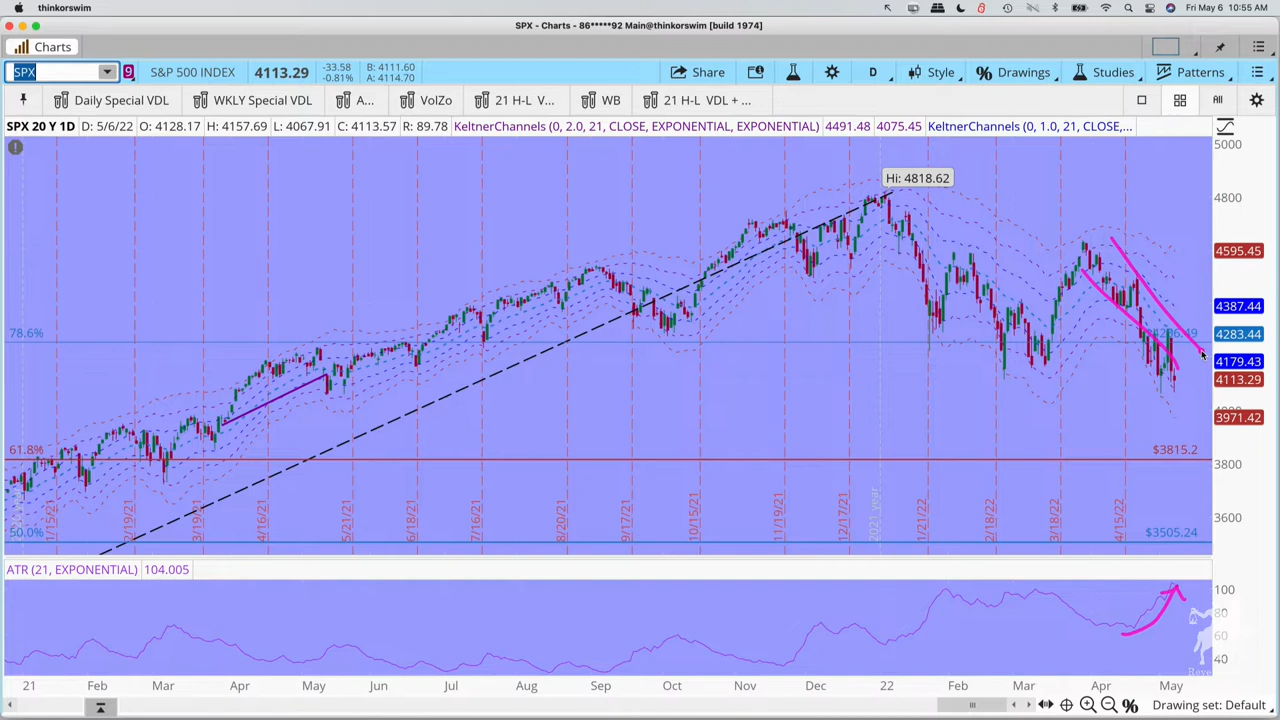 thinkorswim
Fri May 6 10:55 AM
SPX - Charts - 86*****92 Main@thinkorswim [build 1974]
Charts
SPX
9
S&P 500 INDEX
4113.29
-33.58
-0.81%
B: 4111.60
A: 4114.70
Share
D
Style
Drawings
Studies
Patterns
Daily Special VDL
WKLY Special VDL
A...
VolZo
21 H-L V...
WB
21 H-L VDL + ...
All
SPX 20 Y 1D
D: 5/6/22
O: 4128.17
H: 4157.69
L: 4067.91
C: 4113.57
R: 89.78
KeltnerChannels (0, 2.0, 21, CLOSE, EXPONENTIAL, EXPONENTIAL)
4491.48
4075.45
KeltnerChannels (0, 1.0, 21, CLOSE,...
5000
Hi: 4818.62
4800
4595.45
4387.44
78.6%
4283.44
4179.43
4113.29
3971.42
61.8%
$3815.2
3800
3600
50.0%
$3505.24
1/15/21
2/19/21
3/19/21
4/16/21
5/21/21
6/18/21
7/16/21
8/20/21
9/17/21
10/15/21
11/19/21
12/17/21
2021 year
1/21/22
2/18/22
3/18/22
4/15/22
ATR (21, EXPONENTIAL)
104.005
100
80
60
40
21
Feb
Mar
Apr
May
Jun
Jul
Aug
Sep
Oct
Nov
Dec
22
Feb
Mar
Apr
May
Drawing set: Default